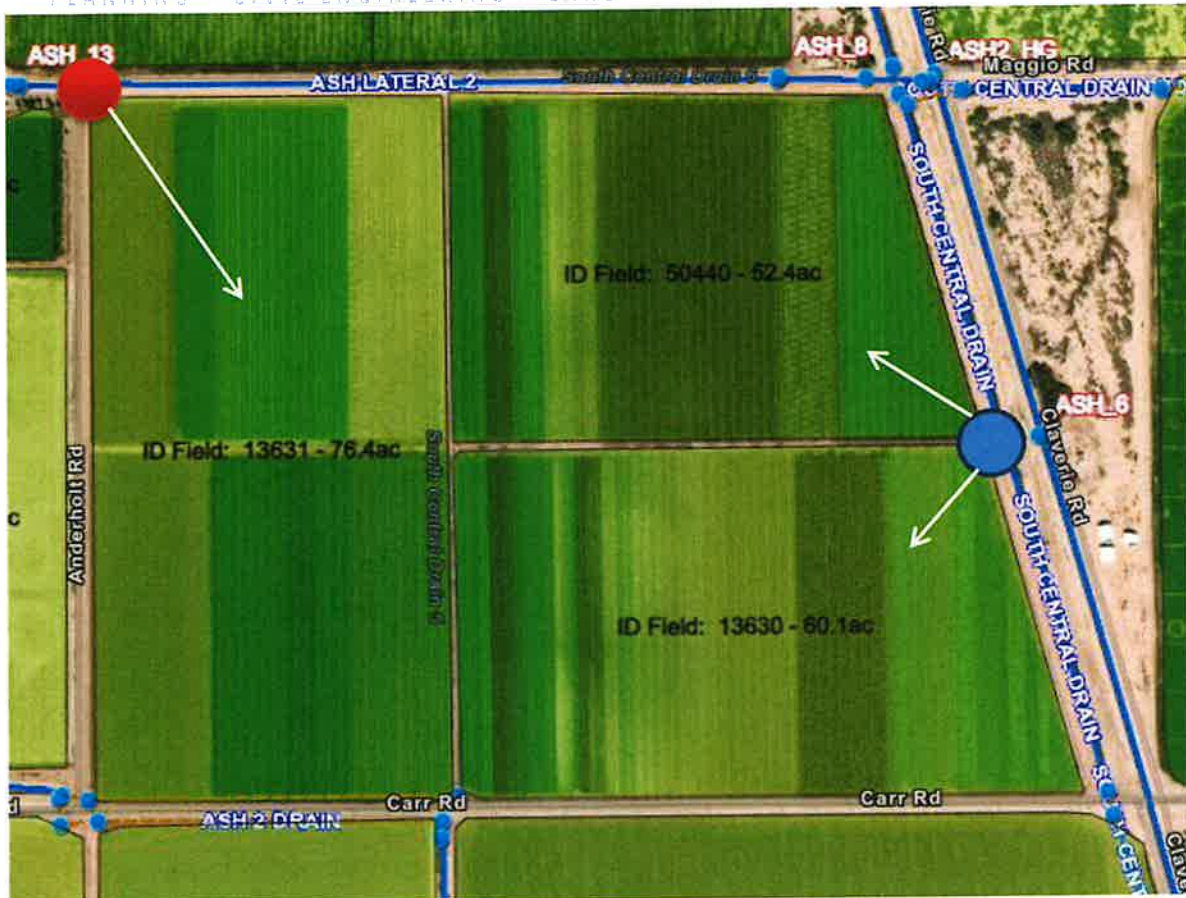 ASH_13
ASH_8
ASH2_HG
Maggio Rd
ASH LATERAL 2
South Central Drain 5
CENTRAL DRAIN
SOUTH CENTRAL DRAIN
ID Field: 50440 - 52.4ac
C
ASH_6
Claverie Rd
ID Field: 13631 - 76.4ac
South Central Drain 5
Anderholt Rd
C
SOUTH CENTRAL DRAIN
ID Field: 13630 - 60.1ac
Carr Rd
Carr Rd
ASH 2 DRAIN